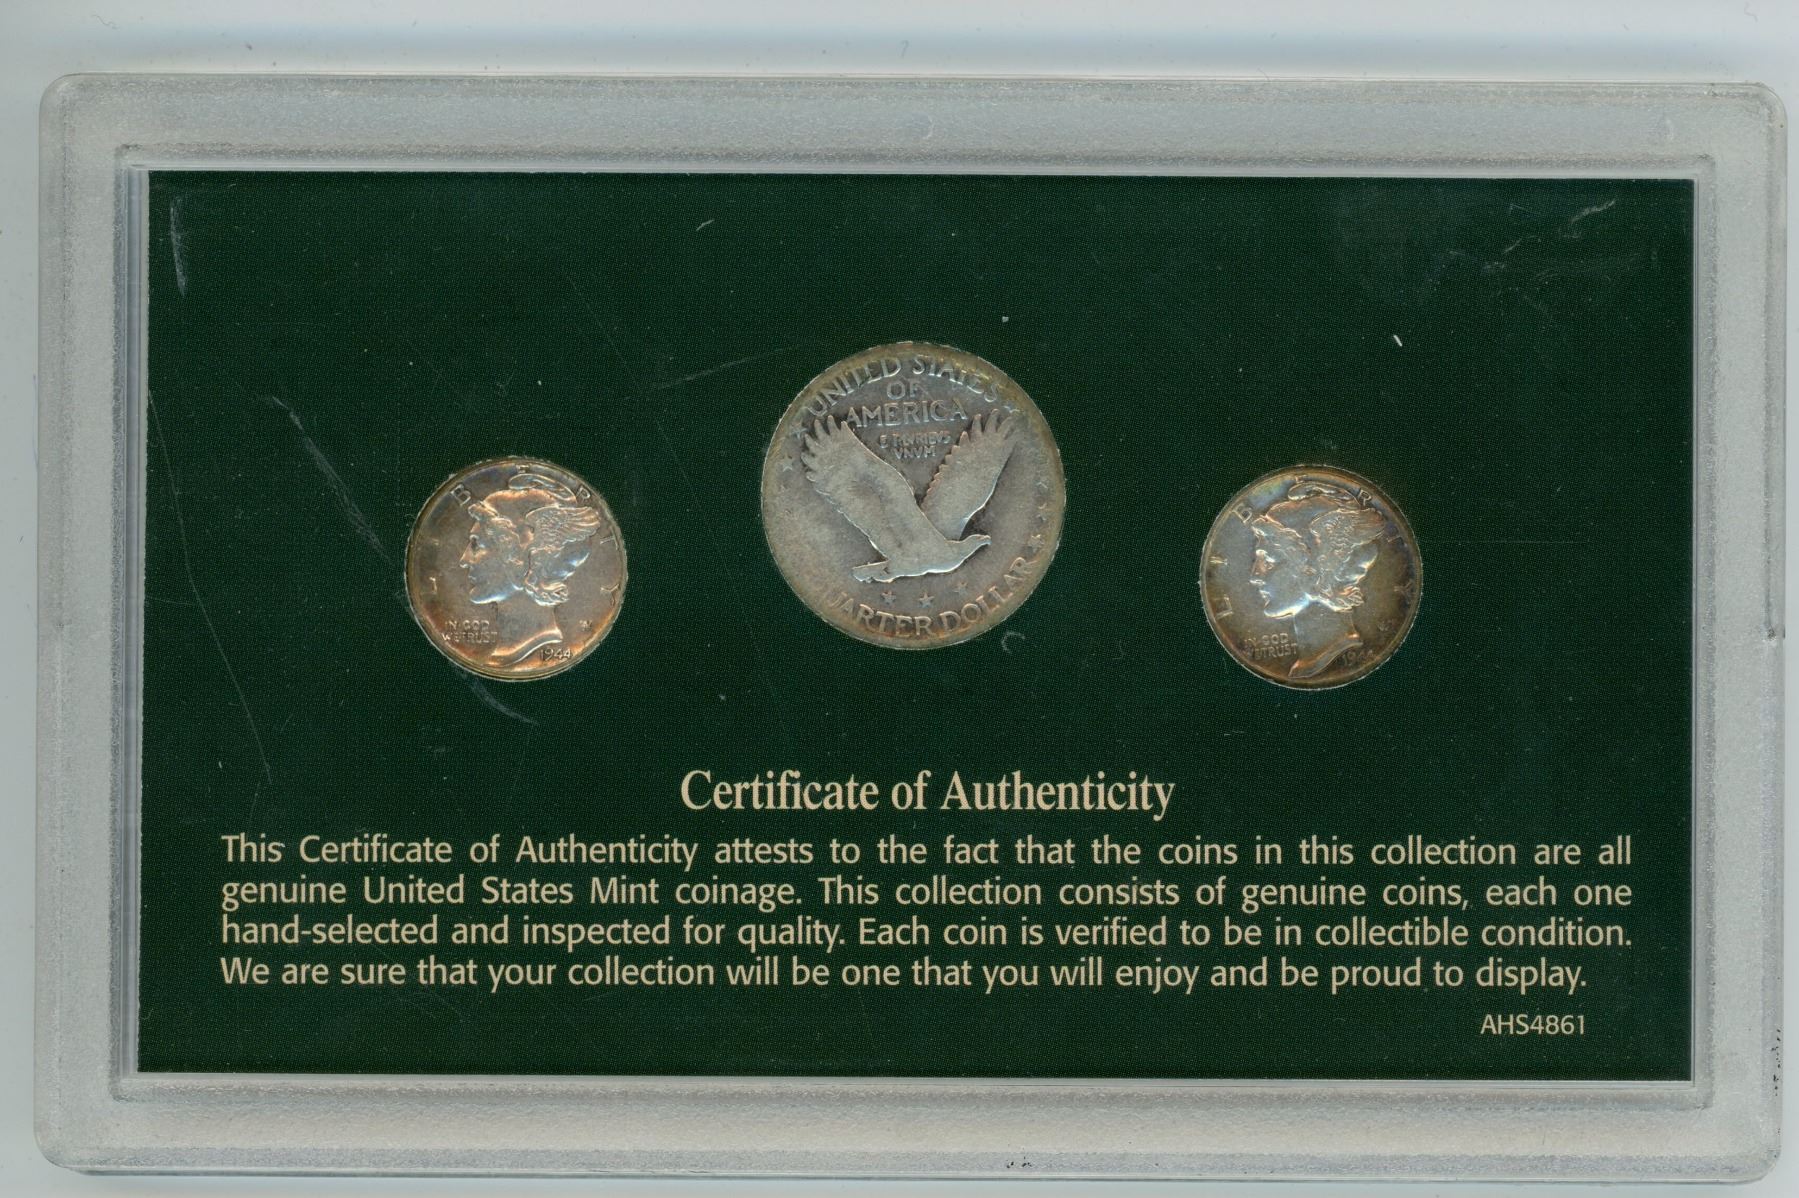 B R
I T
L Y
IN GOD
WE TRUST
1944
UNITED STATES
OF
AMERICA
E PLURIBUS
UNUM
QUARTER DOLLAR
B R
E T
L I Y
IN GOD
WE TRUST
1944
Certificate of Authenticity
This Certificate of Authenticity attests to the fact that the coins in this collection are all
genuine United States Mint coinage. This collection consists of genuine coins, each one
hand-selected and inspected for quality. Each coin is verified to be in collectible condition.
We are sure that your collection will be one that you will enjoy and be proud to display.
AHS4861